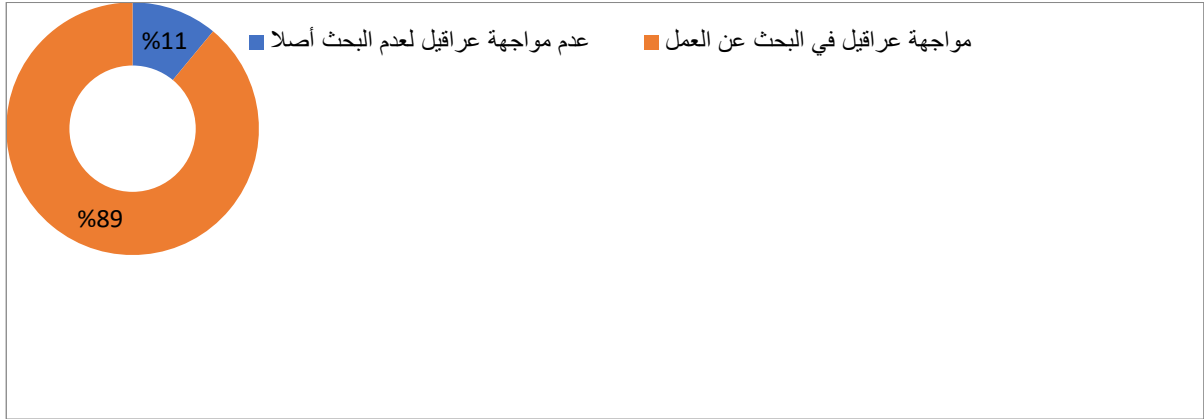 %11
عدم مواجهة عراقيل لعدم البحث أصلا
مواجهة عراقيل في البحث عن العمل
%89